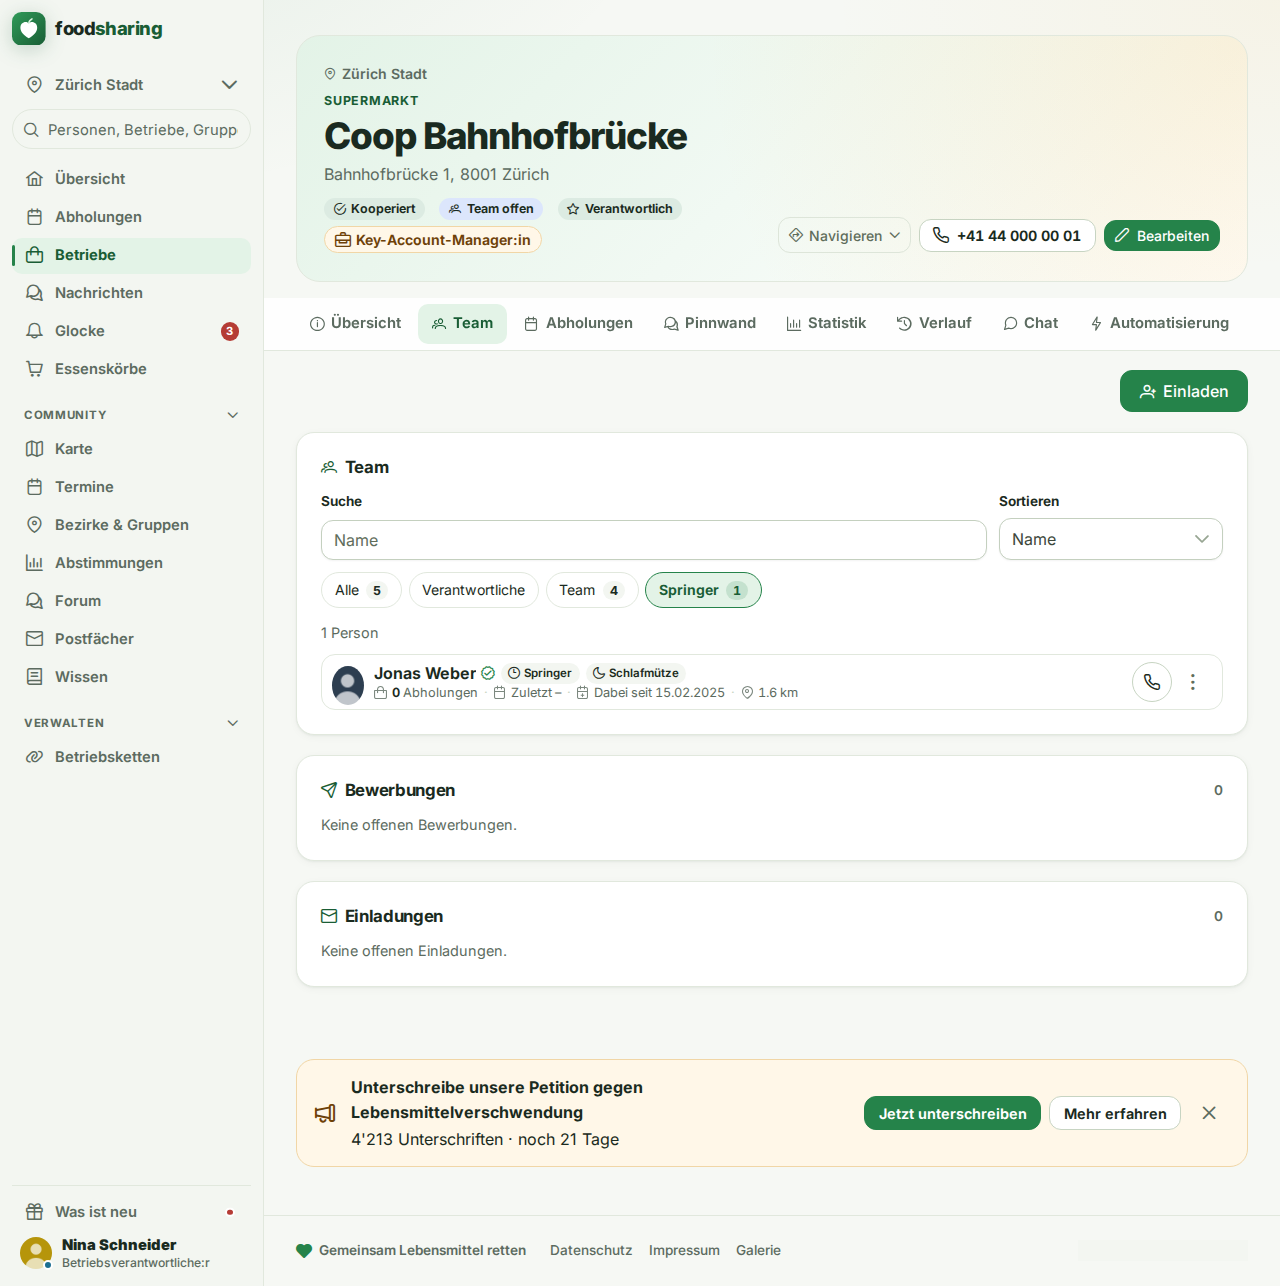 foodsharing
Zürich Stadt
Personen, Betriebe, Grupp
Übersicht
Abholungen
Betriebe
Nachrichten
Glocke 3
Essenskörbe
COMMUNITY
Karte
Termine
Bezirke & Gruppen
Abstimmungen
Forum
Postfächer
Wissen
VERWALTEN
Betriebsketten
Was ist neu
Nina Schneider
Betriebsverantwortliche:r
Zürich Stadt
SUPERMARKT
Coop Bahnhofbrücke
Bahnhofbrücke 1, 8001 Zürich
Kooperiert Team offen Verantwortlich
Key-Account-Manager:in
Navigieren +41 44 000 00 01 Bearbeiten
Übersicht Team Abholungen Pinnwand Statistik Verlauf Chat Automatisierung
Einladen
Team
Suche Sortieren
Name Name
Alle 5 Verantwortliche Team 4 Springer 1
1 Person
Jonas Weber Springer Schlafmütze
0 Abholungen · Zuletzt – · Dabei seit 15.02.2025 · 1.6 km
Bewerbungen 0
Keine offenen Bewerbungen.
Einladungen 0
Keine offenen Einladungen.
Unterschreibe unsere Petition gegen
Lebensmittelverschwendung
4'213 Unterschriften · noch 21 Tage
Jetzt unterschreiben Mehr erfahren
Gemeinsam Lebensmittel retten Datenschutz Impressum Galerie